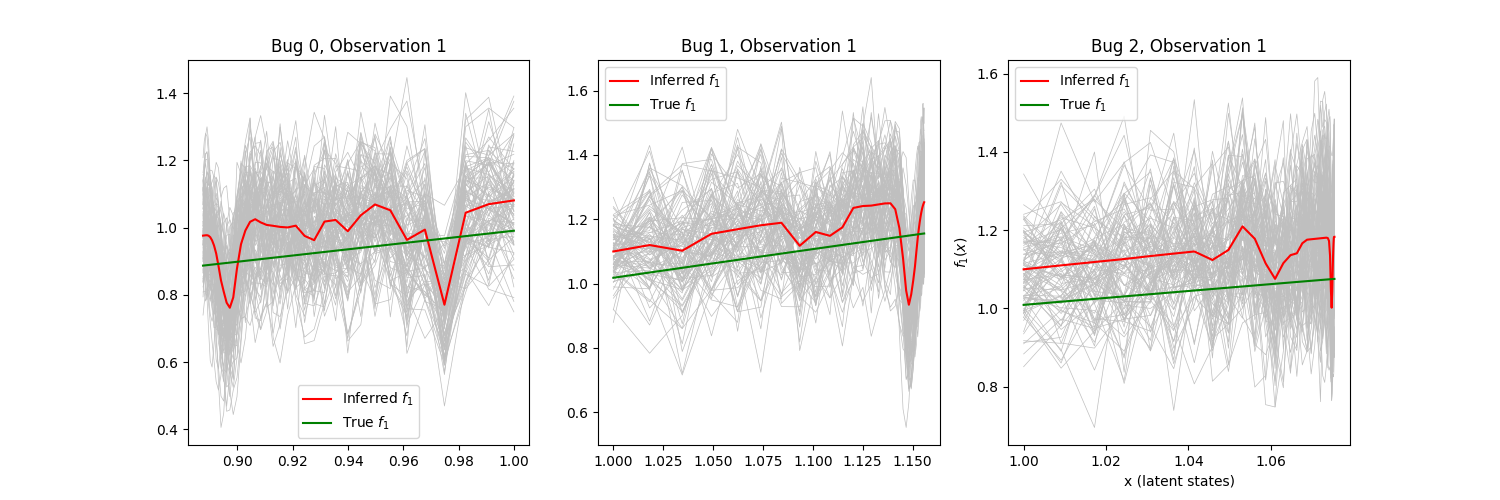 Bug 0, Observation 1
1.4
1.2
1.0
0.8
0.6
0.4
Inferred f₁
True f₁
0.90 0.92 0.94 0.96 0.98 1.00
Bug 1, Observation 1
Inferred f₁
True f₁
1.6
1.4
1.2
1.0
0.8
0.6
1.000 1.025 1.050 1.075 1.100 1.125 1.150
Bug 2, Observation 1
Inferred f₁
True f₁
f₁(x)
1.6
1.4
1.2
1.0
0.8
1.00 1.02 1.04 1.06
x (latent states)